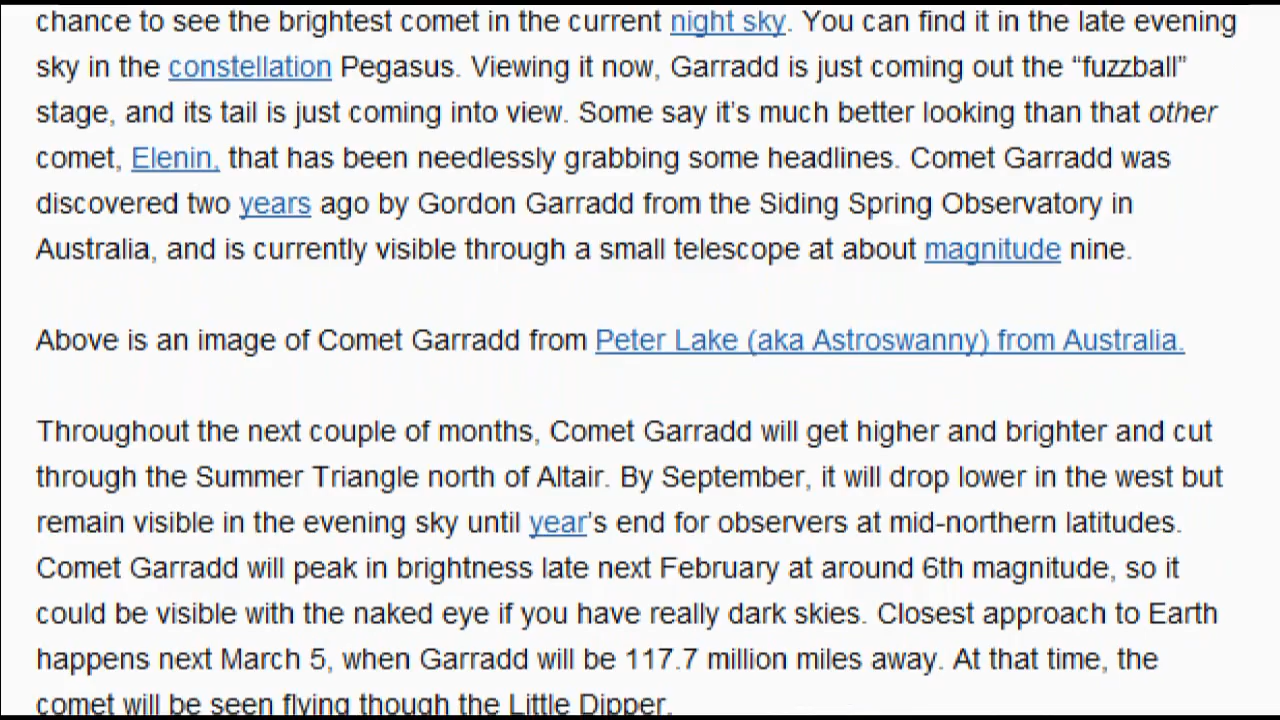 chance to see the brightest comet in the current night sky. You can find it in the late evening
sky in the constellation Pegasus. Viewing it now, Garradd is just coming out the “fuzzball”
stage, and its tail is just coming into view. Some say it’s much better looking than that other
comet, Elenin, that has been needlessly grabbing some headlines. Comet Garradd was
discovered two years ago by Gordon Garradd from the Siding Spring Observatory in
Australia, and is currently visible through a small telescope at about magnitude nine.
Above is an image of Comet Garradd from Peter Lake (aka Astroswanny) from Australia.
Throughout the next couple of months, Comet Garradd will get higher and brighter and cut
through the Summer Triangle north of Altair. By September, it will drop lower in the west but
remain visible in the evening sky until year’s end for observers at mid-northern latitudes.
Comet Garradd will peak in brightness late next February at around 6th magnitude, so it
could be visible with the naked eye if you have really dark skies. Closest approach to Earth
happens next March 5, when Garradd will be 117.7 million miles away. At that time, the
comet will be seen flying though the Little Dipper.